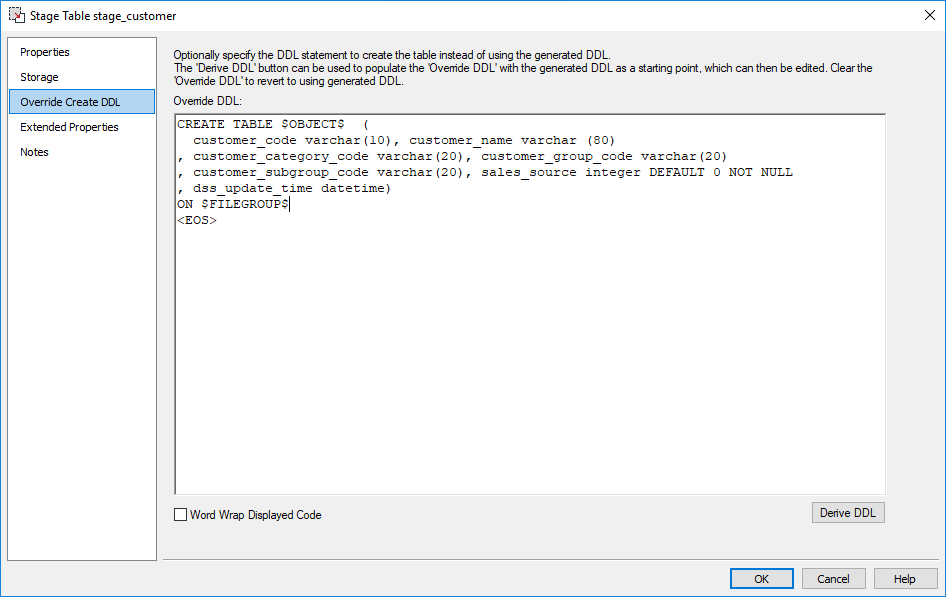 Stage Table stage_customer
Properties
Storage
Override Create DDL
Extended Properties
Notes
Optionally specify the DDL statement to create the table instead of using the generated DDL.
The 'Derive DDL' button can be used to populate the 'Override DDL' with the generated DDL as a starting point, which can then be edited. Clear the
'Override DDL' to revert to using generated DDL.
Override DDL:
CREATE TABLE $OBJECT$  (
  customer_code varchar(10), customer_name varchar (80)
, customer_category_code varchar(20), customer_group_code varchar(20)
, customer_subgroup_code varchar(20), sales_source integer DEFAULT 0 NOT NULL
, dss_update_time datetime)
ON $FILEGROUP$
<EOS>
Word Wrap Displayed Code
Derive DDL
OK
Cancel
Help